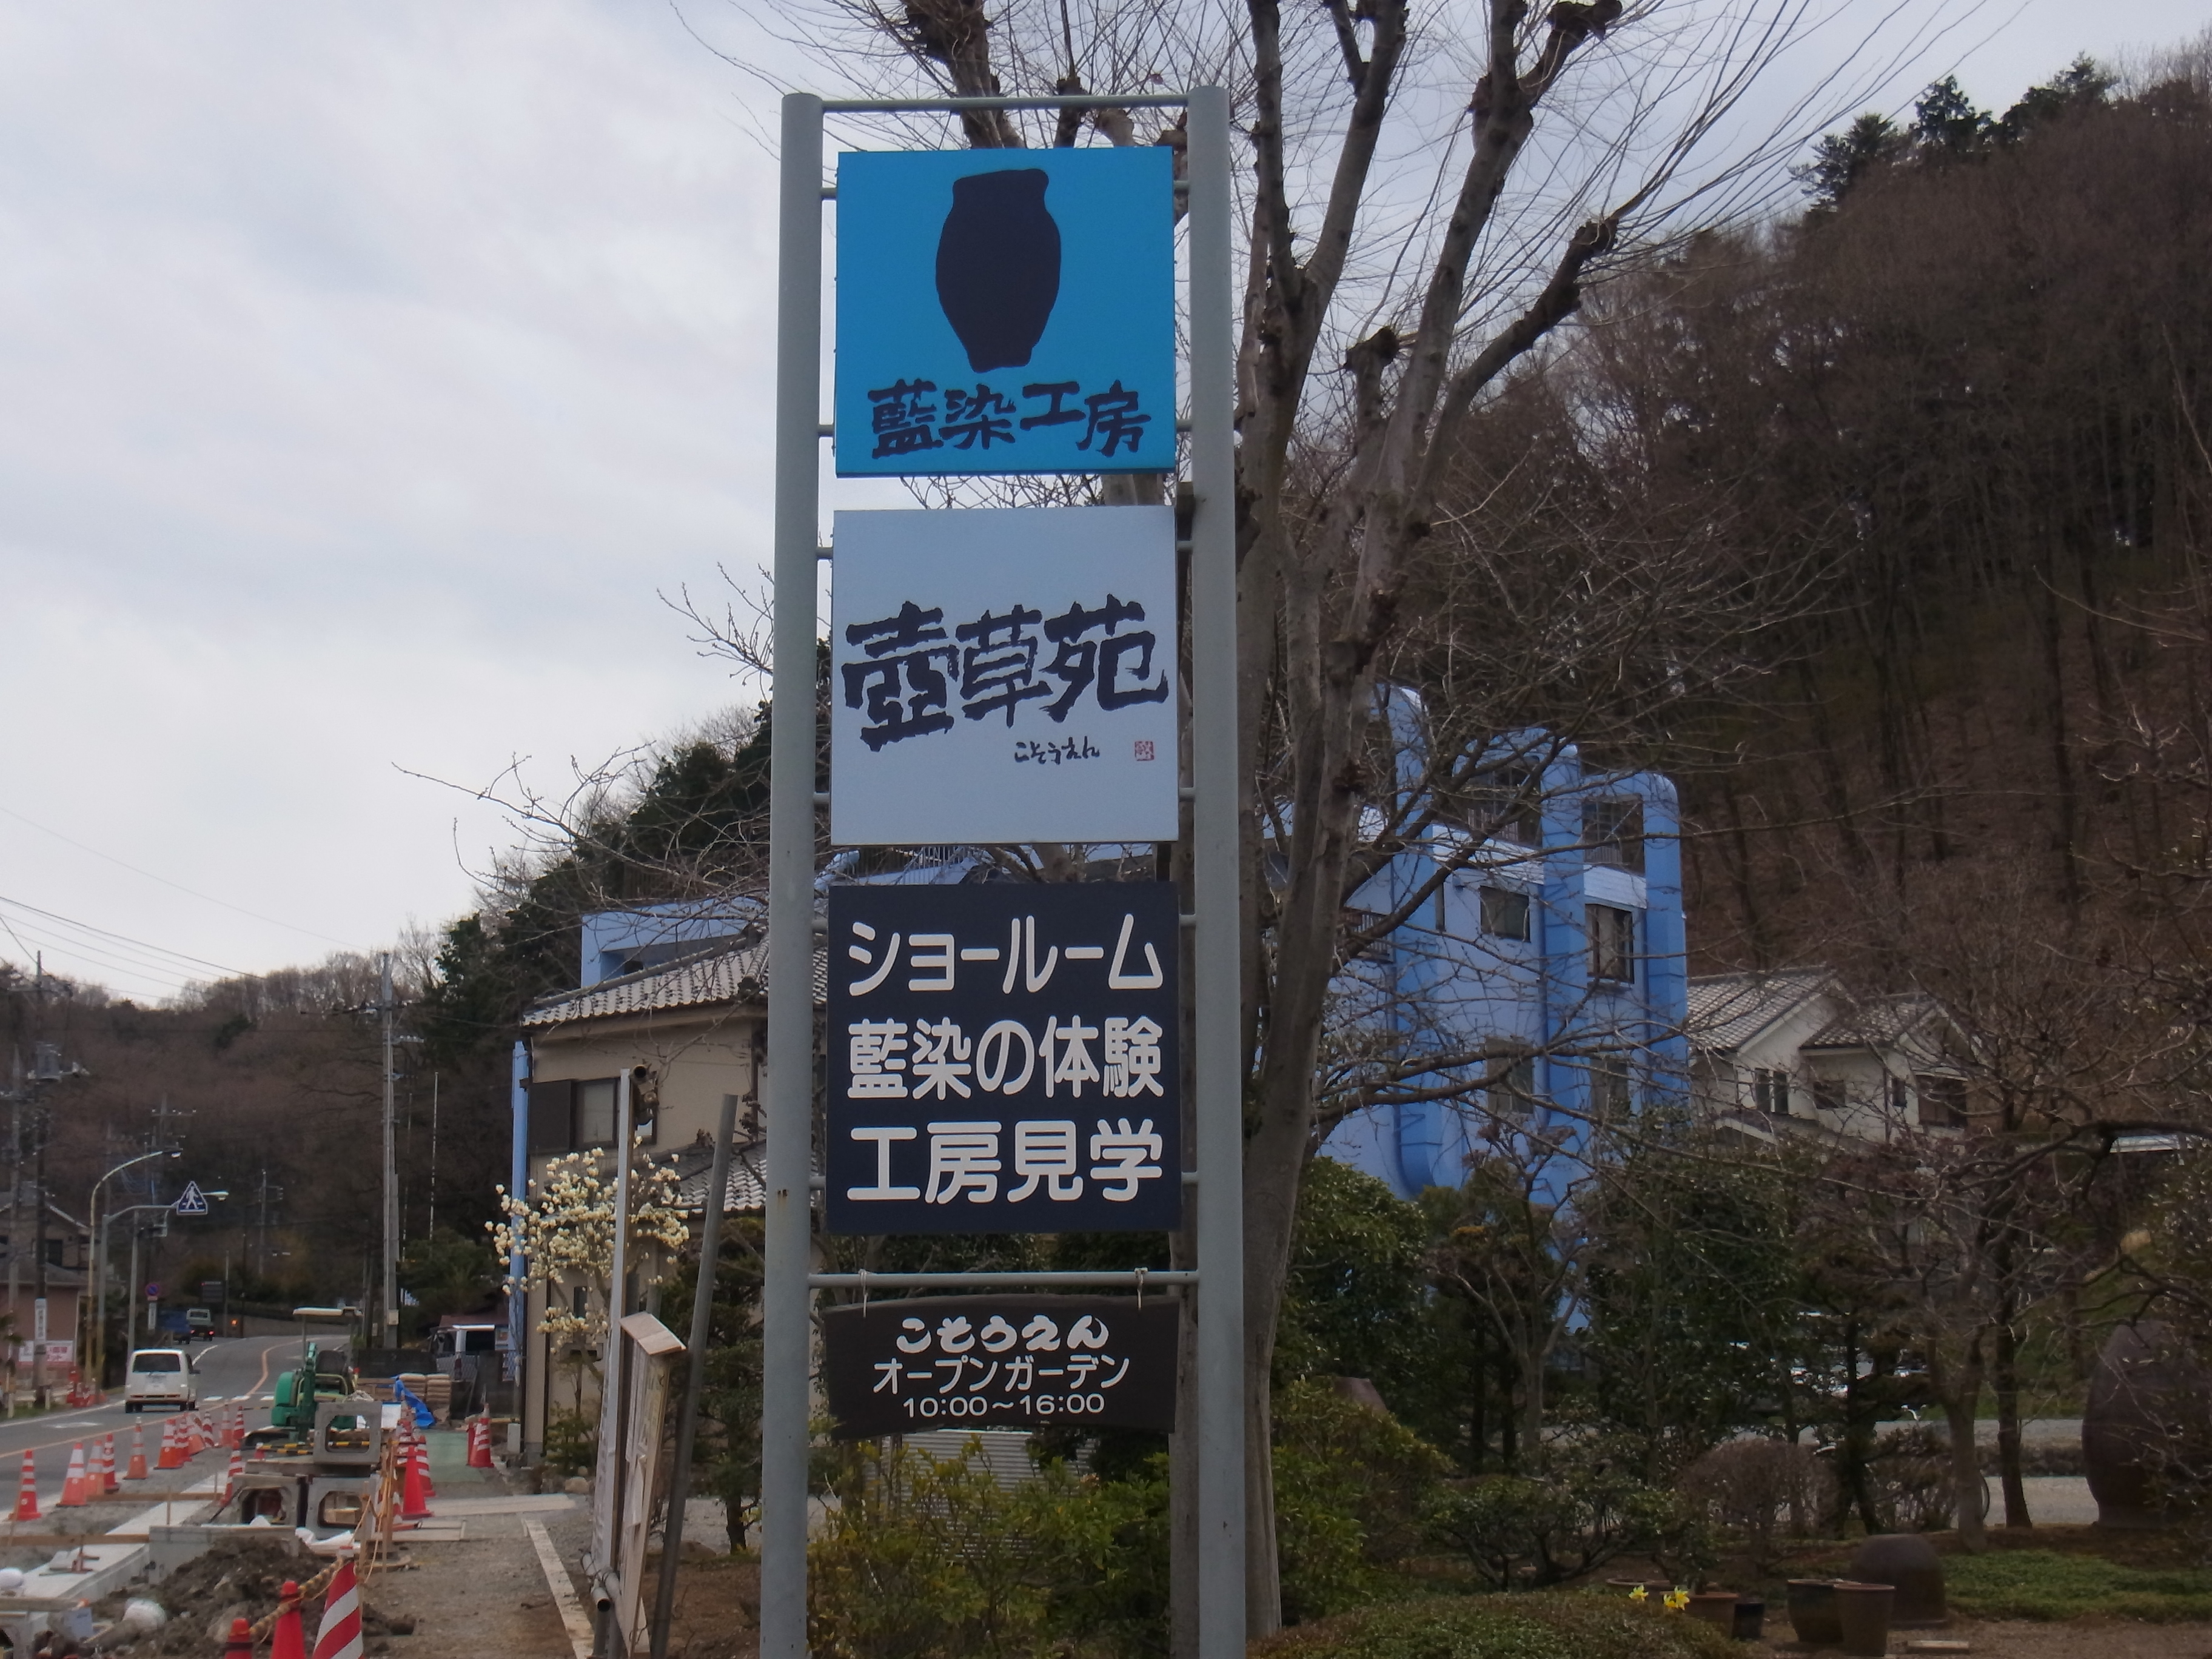 藍染工房
壺草苑
こそうえん
ショールーム
藍染の体験
工房見学
こそうえん
オープンガーデン
10:00～16:00